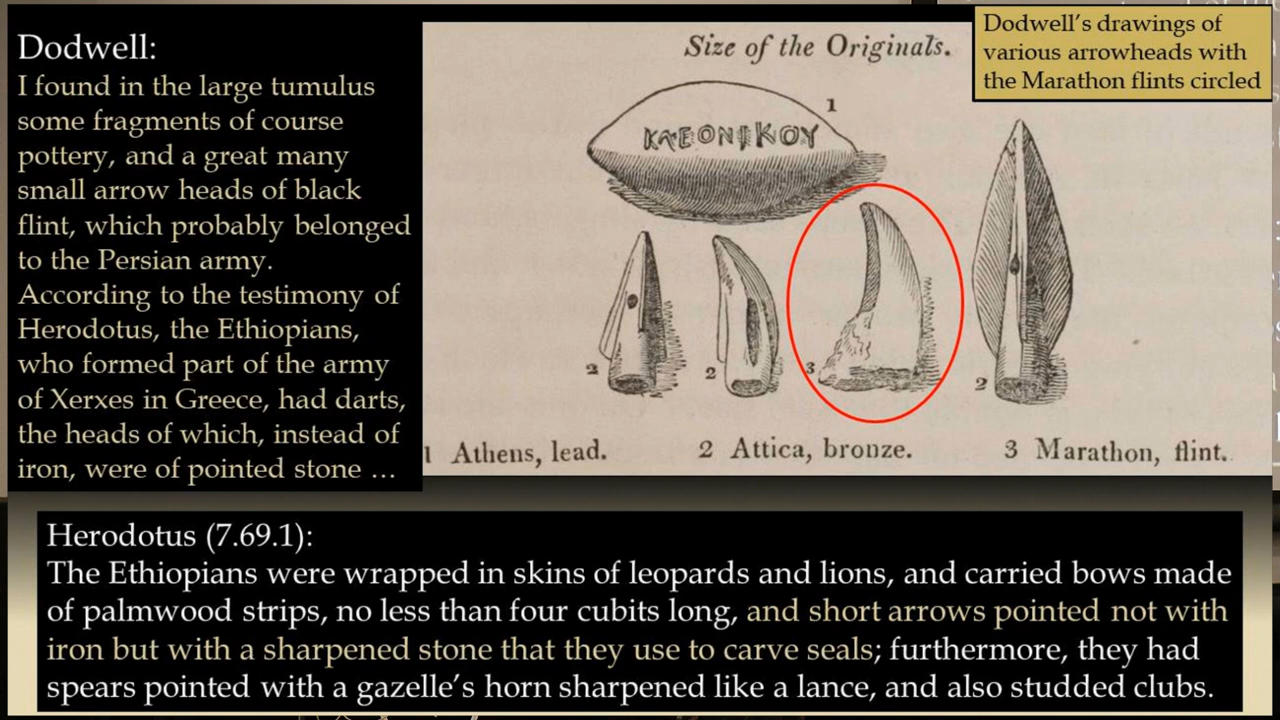 Dodwell:
I found in the large tumulus
some fragments of course
pottery, and a great many
small arrow heads of black
flint, which probably belonged
to the Persian army.
According to the testimony of
Herodotus, the Ethiopians,
who formed part of the army
of Xerxes in Greece, had darts,
the heads of which, instead of
iron, were of pointed stone ...
Size of the Originals.
Dodwell's drawings of
various arrowheads with
the Marathon flints circled
1
ΚΛΕΟΝΙΚΟΥ
2
2
3
2
1 Athens, lead. 2 Attica, bronze. 3 Marathon, flint.
Herodotus (7.69.1):
The Ethiopians were wrapped in skins of leopards and lions, and carried bows made
of palmwood strips, no less than four cubits long, and short arrows pointed not with
iron but with a sharpened stone that they use to carve seals; furthermore, they had
spears pointed with a gazelle's horn sharpened like a lance, and also studded clubs.